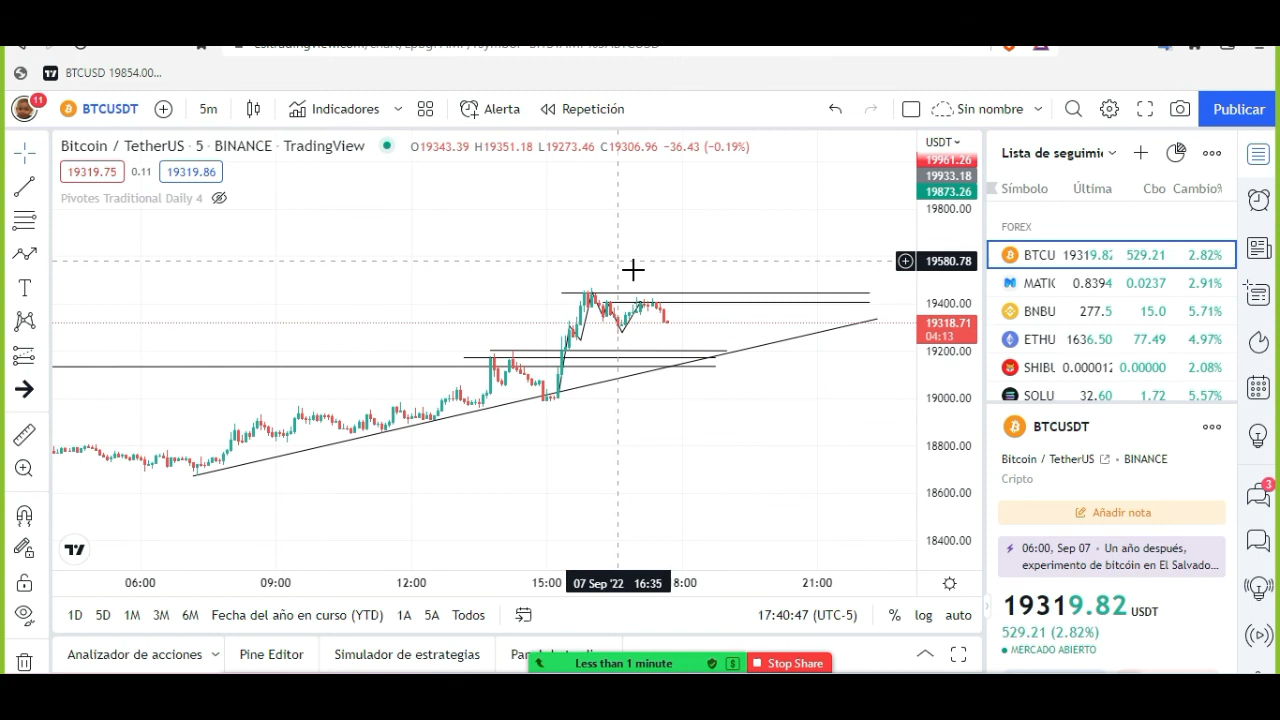 BTCUSD 19854.00...
11
BTCUSDT
5m
Indicadores
Alerta
Repetición
Sin nombre
Publicar
Bitcoin / TetherUS · 5 · BINANCE · TradingView
O19343.39 H19351.18 L19273.46 C19306.96 −36.43 (−0.19%)
19319.75
0.11
19319.86
Pivotes Traditional Daily 4
USDT
19961.26
19933.18
19873.26
19800.00
19580.78
19400.00
19318.71
04:13
19200.00
19000.00
18800.00
18600.00
18400.00
06:00
09:00
12:00
15:00
07 Sep '22 16:35
8:00
21:00
1D 5D 1M 3M 6M Fecha del año en curso (YTD) 1A 5A Todos
17:40:47 (UTC-5)
% log auto
Analizador de acciones
Pine Editor
Simulador de estrategias
Less than 1 minute
Stop Share
Lista de seguimie
Símbolo Última Cbo Cambio%
FOREX
BTCU 19319.82 529.21 2.82%
MATIC 0.8394 0.0237 2.91%
BNBU 277.5 15.0 5.71%
ETHU 1636.50 77.49 4.97%
SHIBU 0.000012 0.00000 2.08%
SOLU 32.60 1.72 5.57%
BTCUSDT
Bitcoin / TetherUS • BINANCE
Cripto
Añadir nota
06:00, Sep 07 • Un año después,
experimento de bitcóin en El Salvado...
19319.82 USDT
529.21 (2.82%)
MERCADO ABIERTO
3